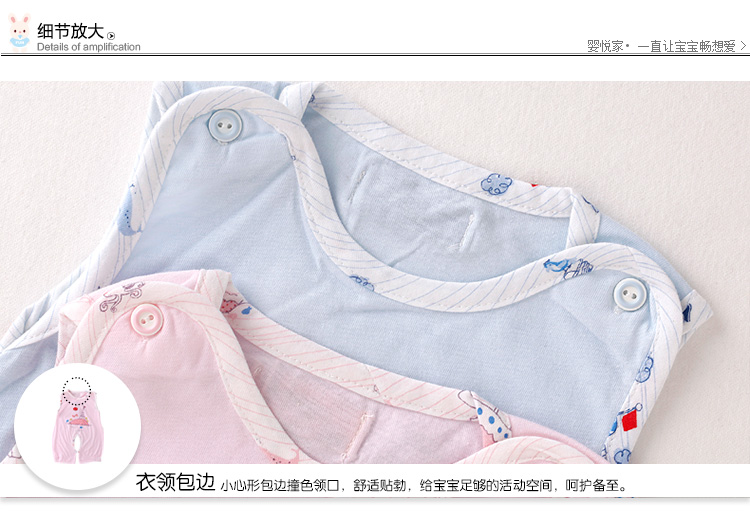 细节放大
Details of amplification
婴悦家• 一直让宝宝畅想爱 >
衣领包边 小心形包边撞色领口，舒适贴勃，给宝宝足够的活动空间，呵护备至。